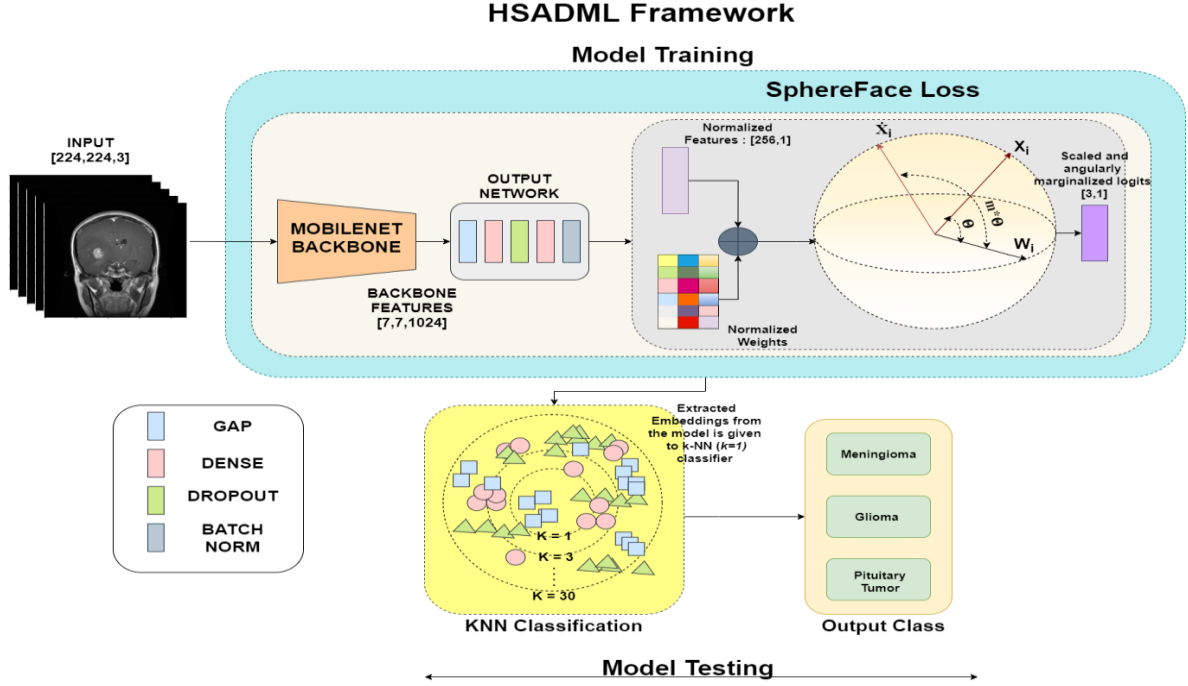 HSADML Framework
Model Training
SphereFace Loss
INPUT
[224,224,3]
MOBILENET
BACKBONE
BACKBONE
FEATURES
[7,7,1024]
OUTPUT
NETWORK
Normalized
Features : [256,1]
Normalized
Weights
Ẋi
Xi
m*θ
θ
Wi
Scaled and
angularly
marginalized logits
[3,1]
GAP
DENSE
DROPOUT
BATCH
NORM
Extracted
Embeddings from
the model is given
to k-NN (k=1)
classifier
K = 1
K = 3
K = 30
KNN Classification
Meningioma
Glioma
Pituitary
Tumor
Output Class
Model Testing